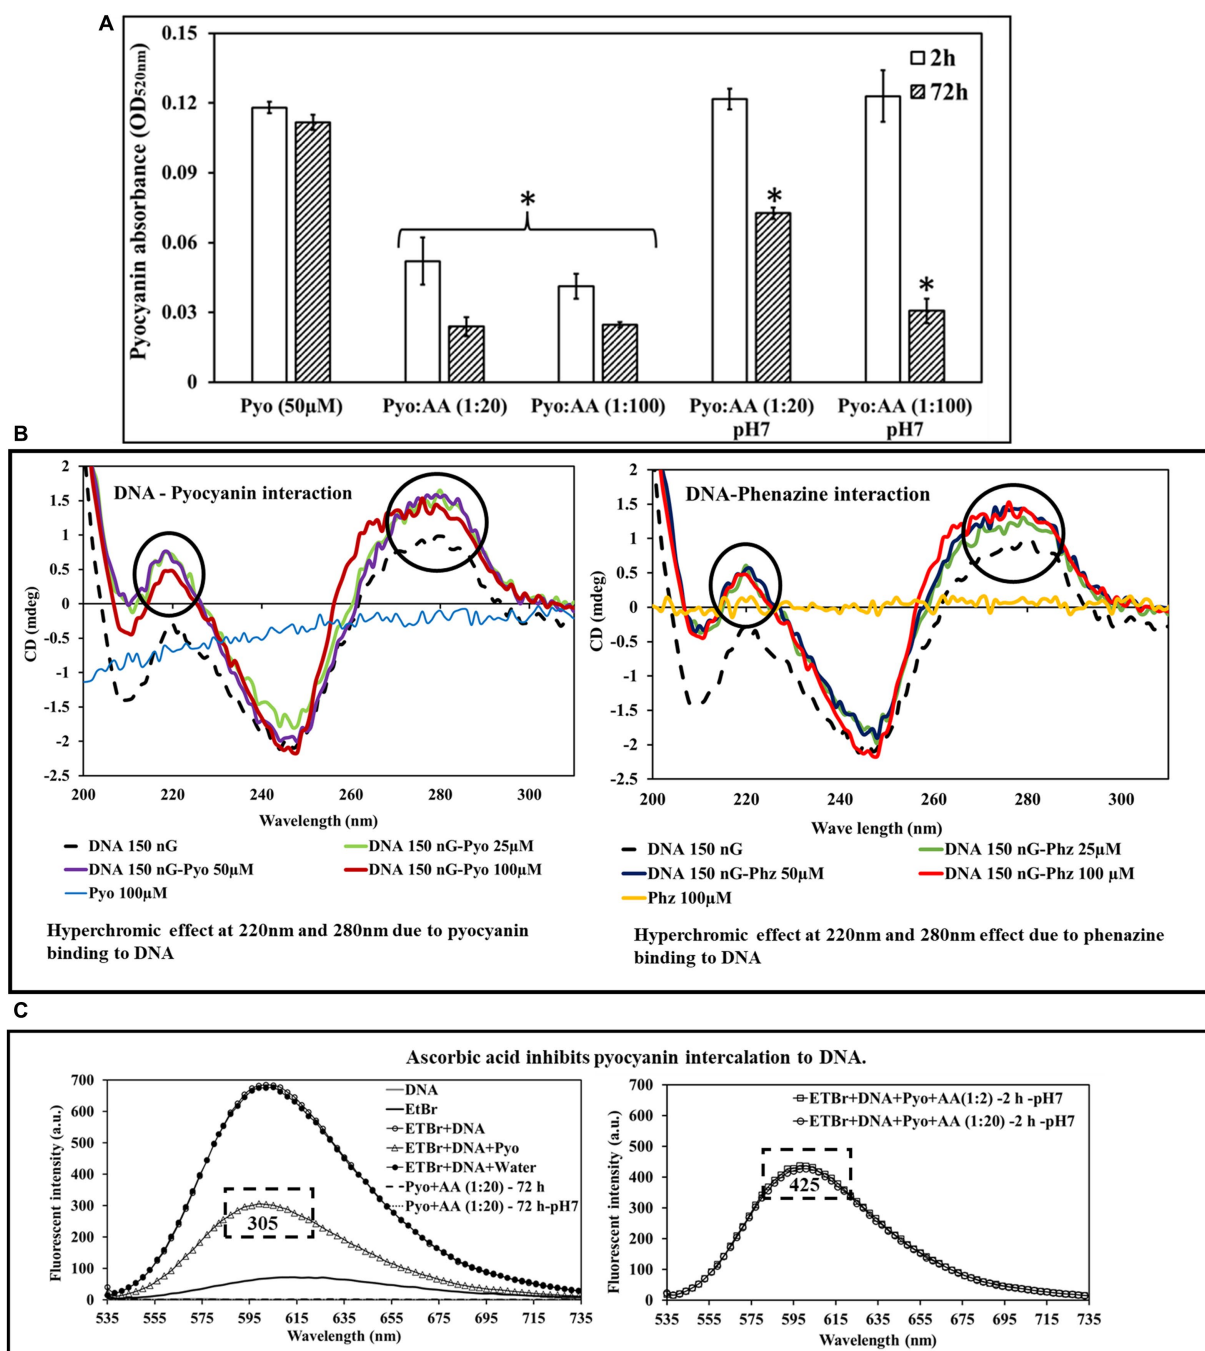 A
Pyocyanin absorbance (OD520nm)
0.15
0.12
0.09
0.06
0.03
0
2h
72h
*
*
*
Pyo (50µM)
Pyo:AA (1:20)
Pyo:AA (1:100)
Pyo:AA (1:20) pH7
Pyo:AA (1:100) pH7
B
DNA - Pyocyanin interaction
CD (mdeg)
2
1.5
1
0.5
0
-0.5
-1
-1.5
-2
-2.5
200 220 240 260 280 300
Wavelength (nm)
DNA 150 nG
DNA 150 nG-Pyo 25µM
DNA 150 nG-Pyo 50µM
DNA 150 nG-Pyo 100µM
Pyo 100µM
Hyperchromic effect at 220nm and 280nm due to pyocyanin
binding to DNA
DNA-Phenazine interaction
CD (mdeg)
2
1.5
1
0.5
0
-0.5
-1
-1.5
-2
-2.5
200 220 240 260 280 300
Wave length (nm)
DNA 150 nG
DNA 150 nG-Phz 25µM
DNA 150 nG-Phz 50µM
DNA 150 nG-Phz 100 µM
Phz 100µM
Hyperchromic effect at 220nm and 280nm effect due to phenazine
binding to DNA
C
Ascorbic acid inhibits pyocyanin intercalation to DNA.
Fluorescent intensity (a.u.)
700
600
500
400
300
200
100
0
DNA
EtBr
ETBr+DNA
ETBr+DNA+Pyo
ETBr+DNA+Water
Pyo+AA (1:20) - 72 h
Pyo+AA (1:20) - 72 h-pH7
305
535 555 575 595 615 635 655 675 695 715 735
Wavelength (nm)
Fluorescent intensity (a.u.)
700
600
500
400
300
200
100
0
ETBr+DNA+Pyo+AA(1:2) -2 h -pH7
ETBr+DNA+Pyo+AA (1:20) -2 h -pH7
425
535 555 575 595 615 635 655 675 695 715 735
Wavelength (nm)